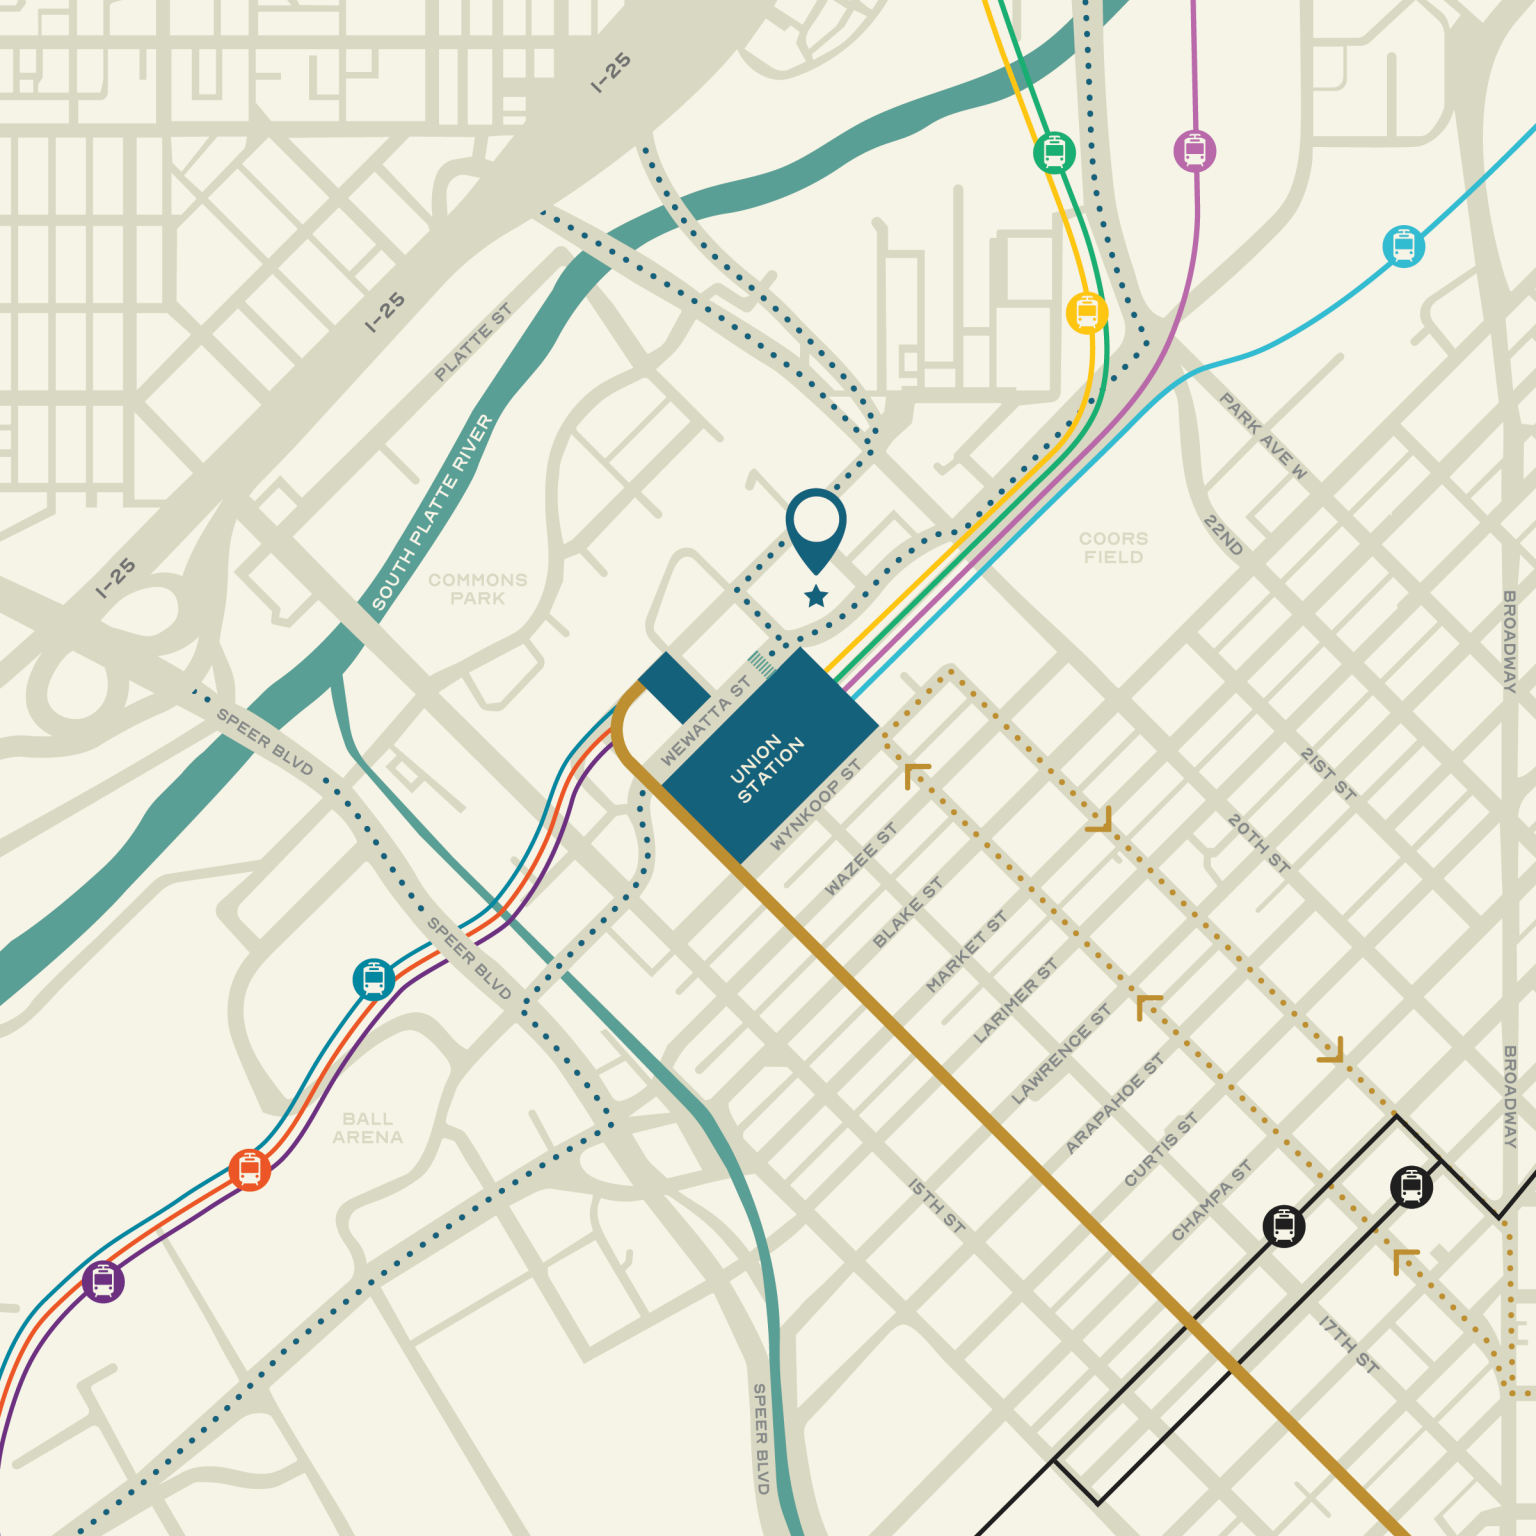 I-25
I-25
PLATTE ST
PARK AVE W
SOUTH PLATTE RIVER
22ND
COORS
FIELD
I-25
COMMONS
PARK
BROADWAY
SPEER BLVD
WEWATTA ST
UNION
STATION
WYNKOOP ST
21ST ST
20TH ST
WAZEE ST
BLAKE ST
MARKET ST
SPEER BLVD
LARIMER ST
LAWRENCE ST
ARAPAHOE ST
BROADWAY
BALL
ARENA
CURTIS ST
CHAMPA ST
15TH ST
17TH ST
SPEER BLVD